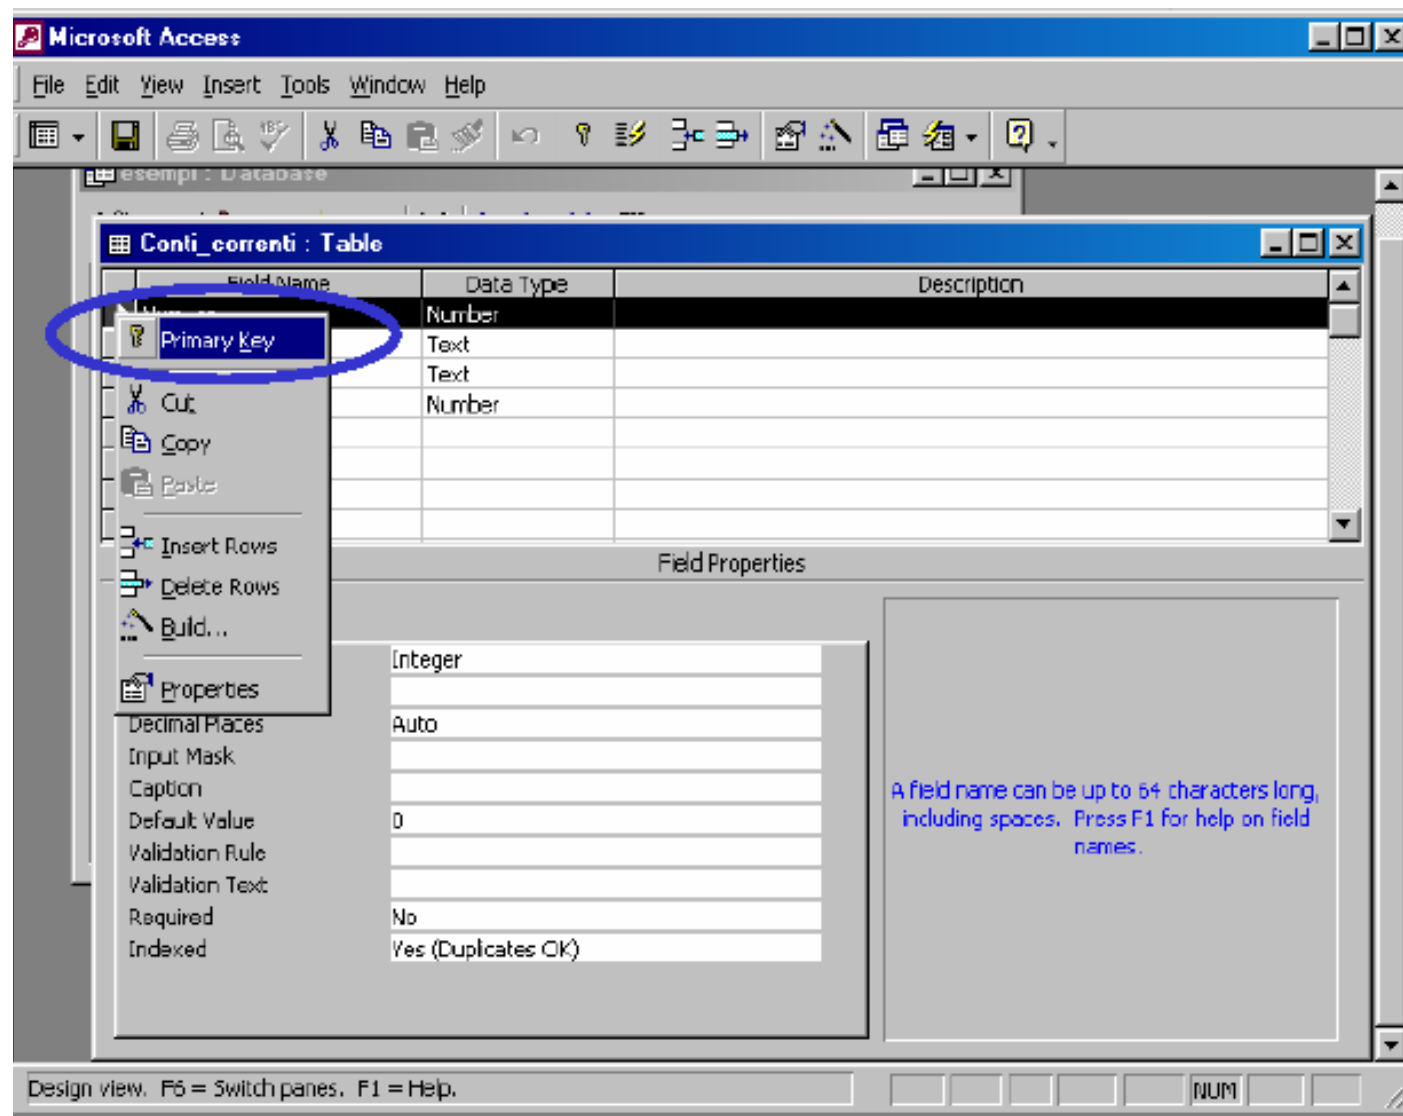 Microsoft Access
File Edit View Insert Tools Window Help
esempi : Database
Conti_correnti : Table
Field Name Data Type Description
Number
Primary Key
Text
Text
Cut
Number
Copy
Paste
Insert Rows
Field Properties
Delete Rows
Build...
Integer
Properties
Decimal Places Auto
Input Mask
Caption
A field name can be up to 64 characters long,
Default Value 0
including spaces. Press F1 for help on field
Validation Rule
names.
Validation Text
Required No
Indexed Yes (Duplicates OK)
Design view. F6 = Switch panes. F1 = Help.
NUM